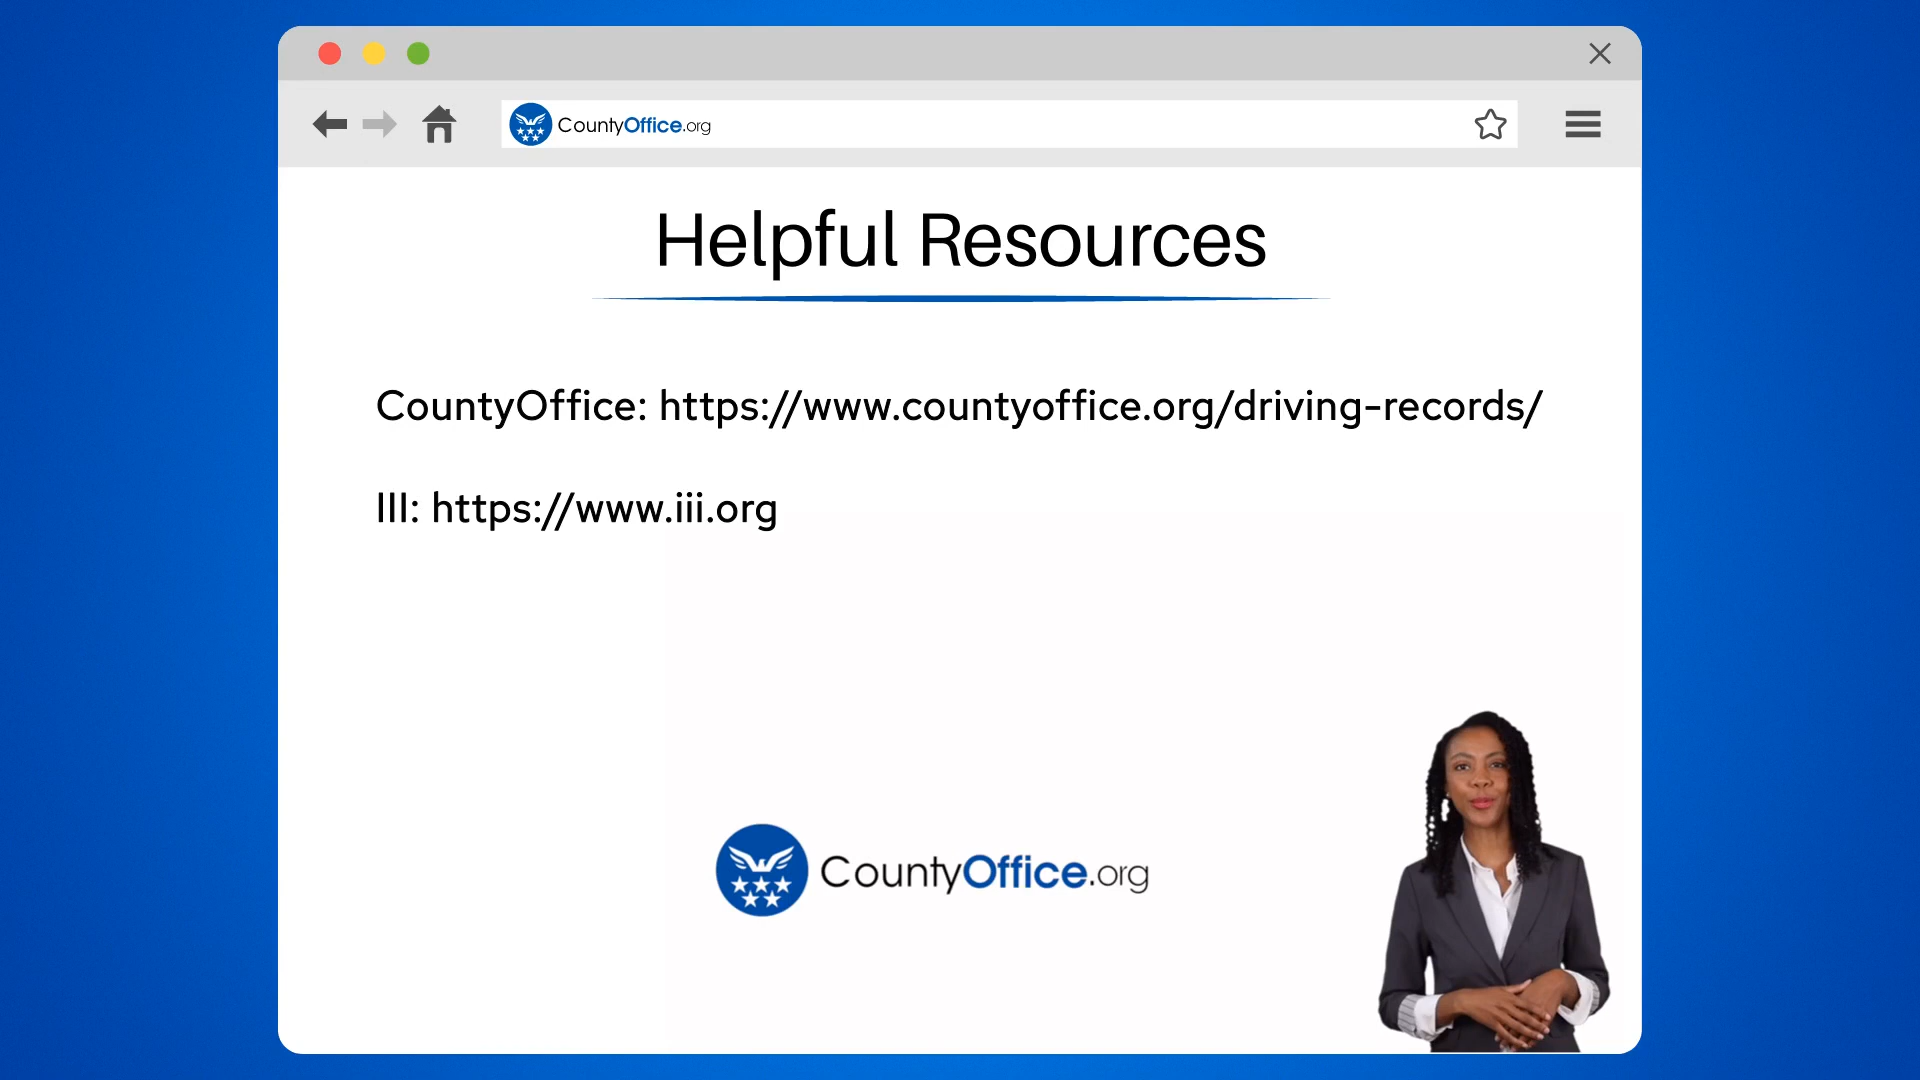 CountyOffice.org
Helpful Resources
CountyOffice: https://www.countyoffice.org/driving-records/
III: https://www.iii.org
CountyOffice.org